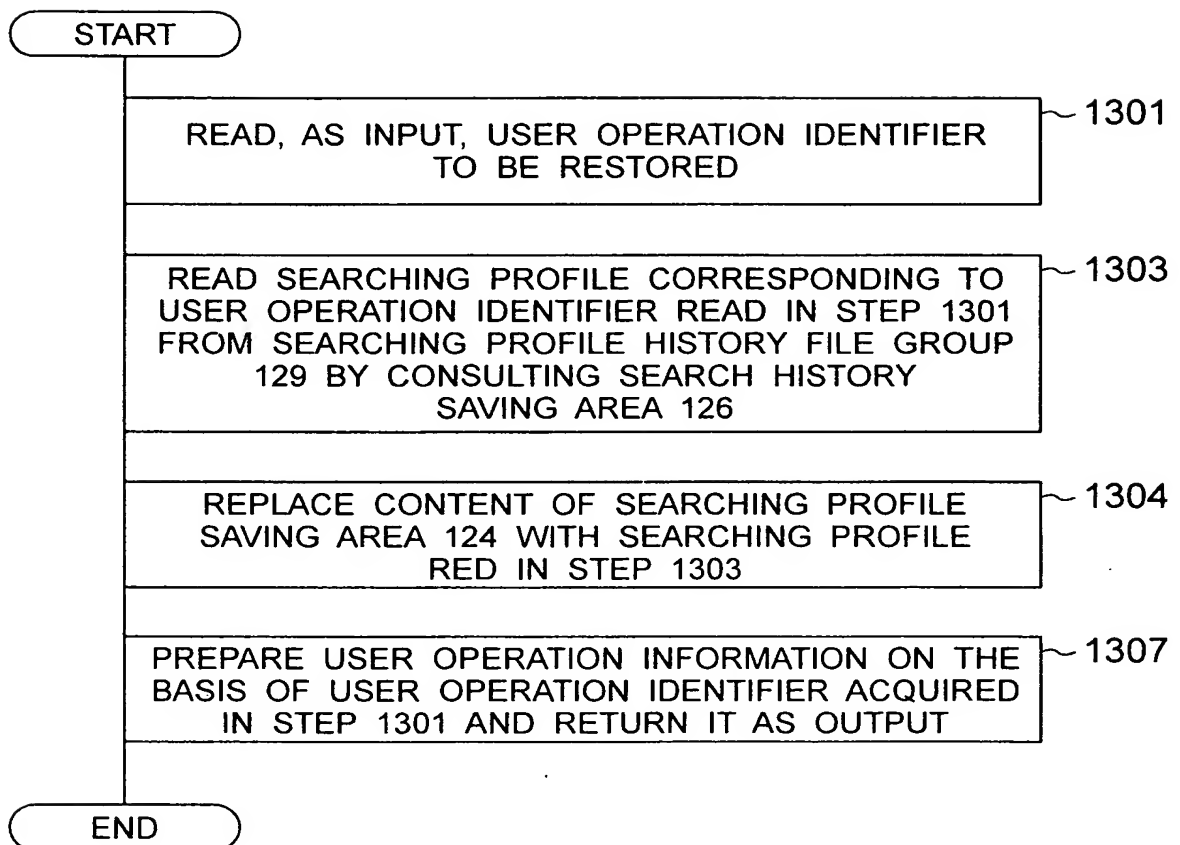 START
1301
READ, AS INPUT, USER OPERATION IDENTIFIER
TO BE RESTORED
1303
READ SEARCHING PROFILE CORRESPONDING TO
USER OPERATION IDENTIFIER READ IN STEP 1301
FROM SEARCHING PROFILE HISTORY FILE GROUP
129 BY CONSULTING SEARCH HISTORY
SAVING AREA 126
1304
REPLACE CONTENT OF SEARCHING PROFILE
SAVING AREA 124 WITH SEARCHING PROFILE
RED IN STEP 1303
1307
PREPARE USER OPERATION INFORMATION ON THE
BASIS OF USER OPERATION IDENTIFIER ACQUIRED
IN STEP 1301 AND RETURN IT AS OUTPUT
END